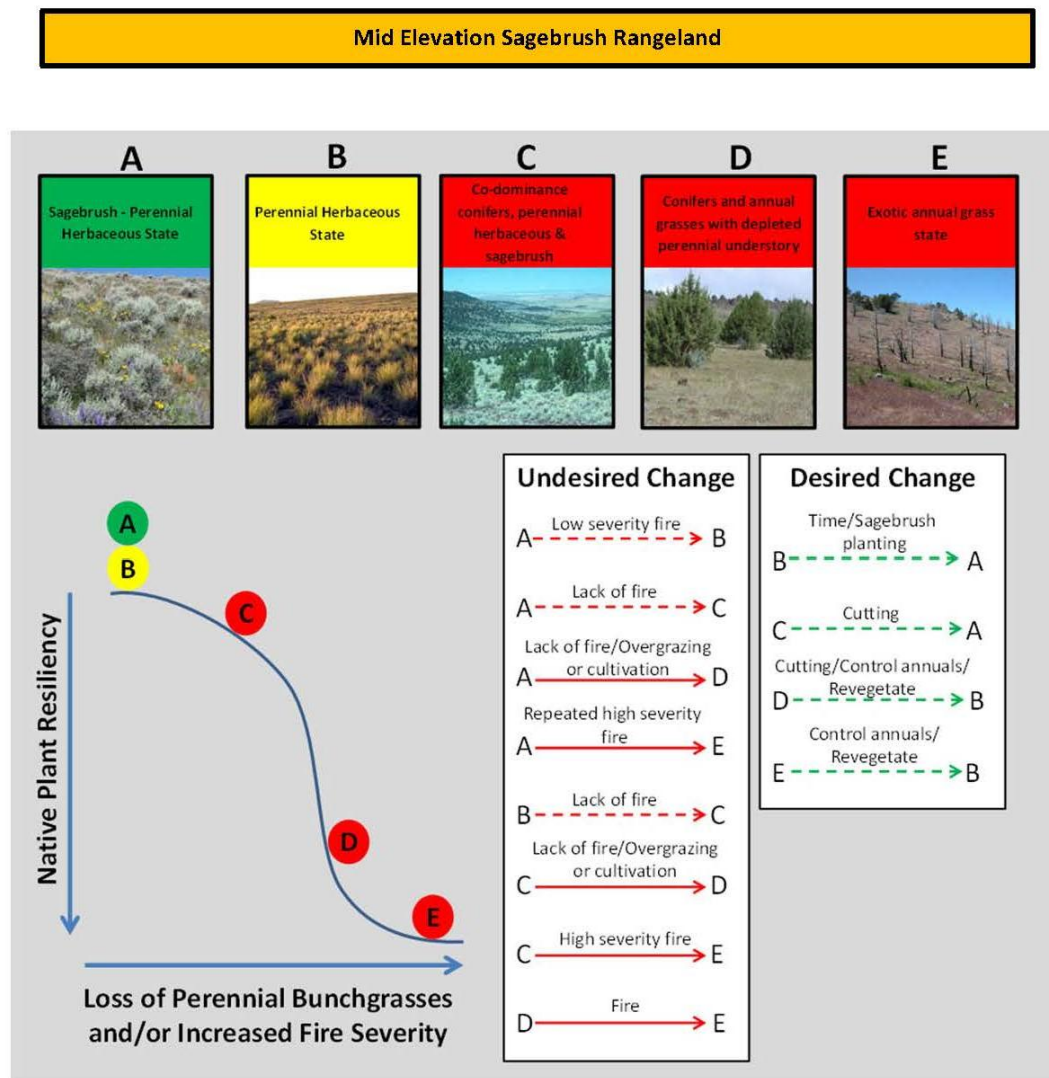 Mid Elevation Sagebrush Rangeland
A
B
C
D
E
Sagebrush - Perennial
Herbaceous State
Perennial Herbaceous
State
Co-dominance
conifers, perennial
herbaceous &
sagebrush
Conifers and annual
grasses with depleted
perennial understory
Exotic annual grass
state
Native Plant Resiliency
A
B
C
D
E
Loss of Perennial Bunchgrasses
and/or Increased Fire Severity
Undesired Change
Low severity fire
A B
Lack of fire
A C
Lack of fire/Overgrazing
or cultivation
A D
Repeated high severity
fire
A E
Lack of fire
B C
Lack of fire/Overgrazing
or cultivation
C D
High severity fire
C E
Fire
D E
Desired Change
Time/Sagebrush
planting
B A
Cutting
C A
Cutting/Control annuals/
Revegetate
D B
Control annuals/
Revegetate
E B